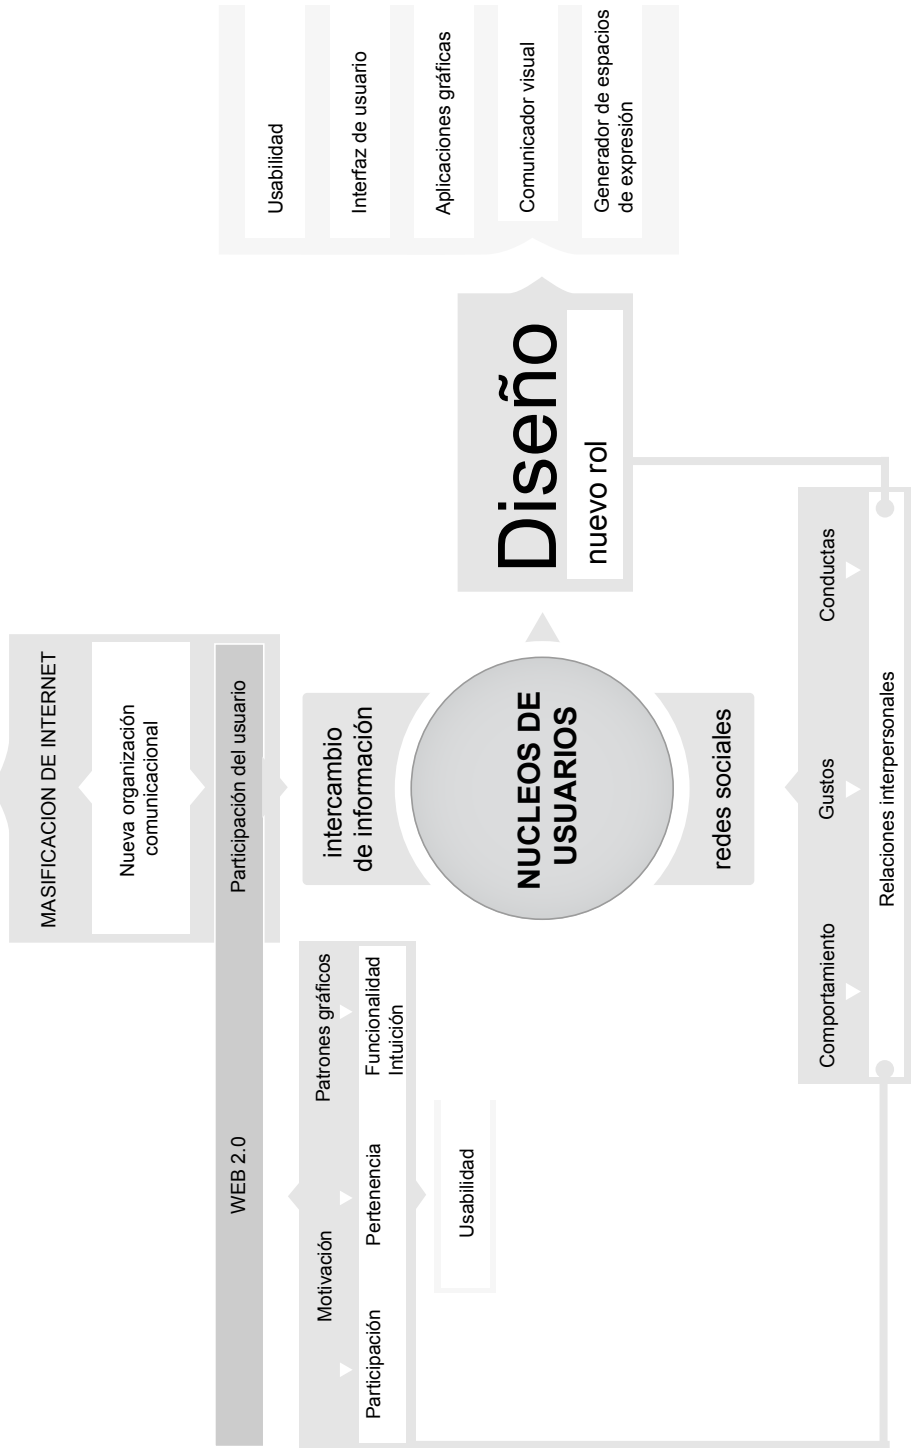 MASIFICACION DE INTERNET
Nueva organización
comunicacional
WEB 2.0
Participación del usuario
Motivación
Patrones gráficos
Participación
Pertenencia
Funcionalidad
Intuición
Usabilidad
intercambio
de información
NUCLEOS DE
USUARIOS
redes sociales
Comportamiento
Gustos
Conductas
Relaciones interpersonales
Diseño
nuevo rol
Usabilidad
Interfaz de usuario
Aplicaciones gráficas
Comunicador visual
Generador de espacios
de expresión